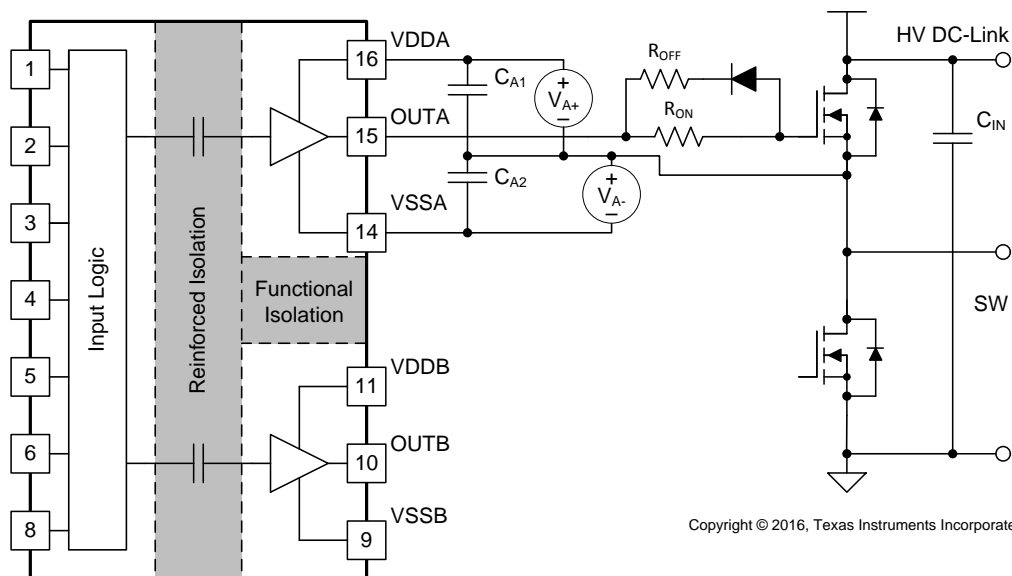 1
2
3
4
5
6
8
Input Logic
Reinforced Isolation
Functional
Isolation
16
VDDA
15
OUTA
14
VSSA
11
VDDB
10
OUTB
9
VSSB
CA1
CA2
+
VA+
–
+
VA-
–
ROFF
RON
HV DC-Link
CIN
SW
Copyright © 2016, Texas Instruments Incorporate